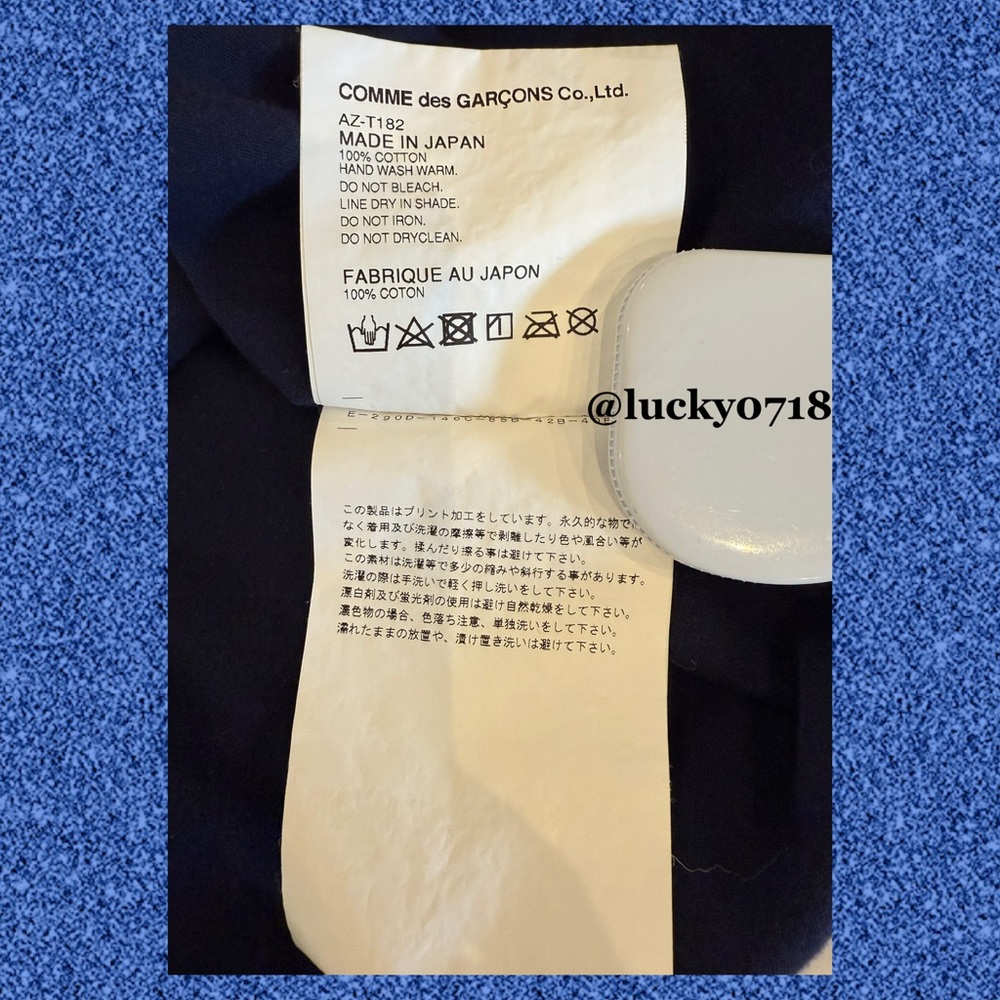 COMME des GARÇONS Co.,Ltd.
AZ-T182
MADE IN JAPAN
100% COTTON
HAND WASH WARM.
DO NOT BLEACH.
LINE DRY IN SHADE.
DO NOT IRON.
DO NOT DRYCLEAN.
FABRIQUE AU JAPON
100% COTON
@lucky0718
この製品はプリント加工をしています。永久的な物で
なく着用及び洗濯の摩擦等で剥離したり色や風合い等が
変化します。揉んだり擦る事は避けて下さい。
この素材は洗濯等で多少の縮みや斜行する事があります。
洗濯の際は手洗いで軽く押し洗いをして下さい。
漂白剤及び蛍光剤の使用は避け自然乾燥をして下さい。
濃色物の場合、色落ち注意、単独洗いをして下さい。
濡れたままの放置や、漬け置き洗いは避けて下さい。